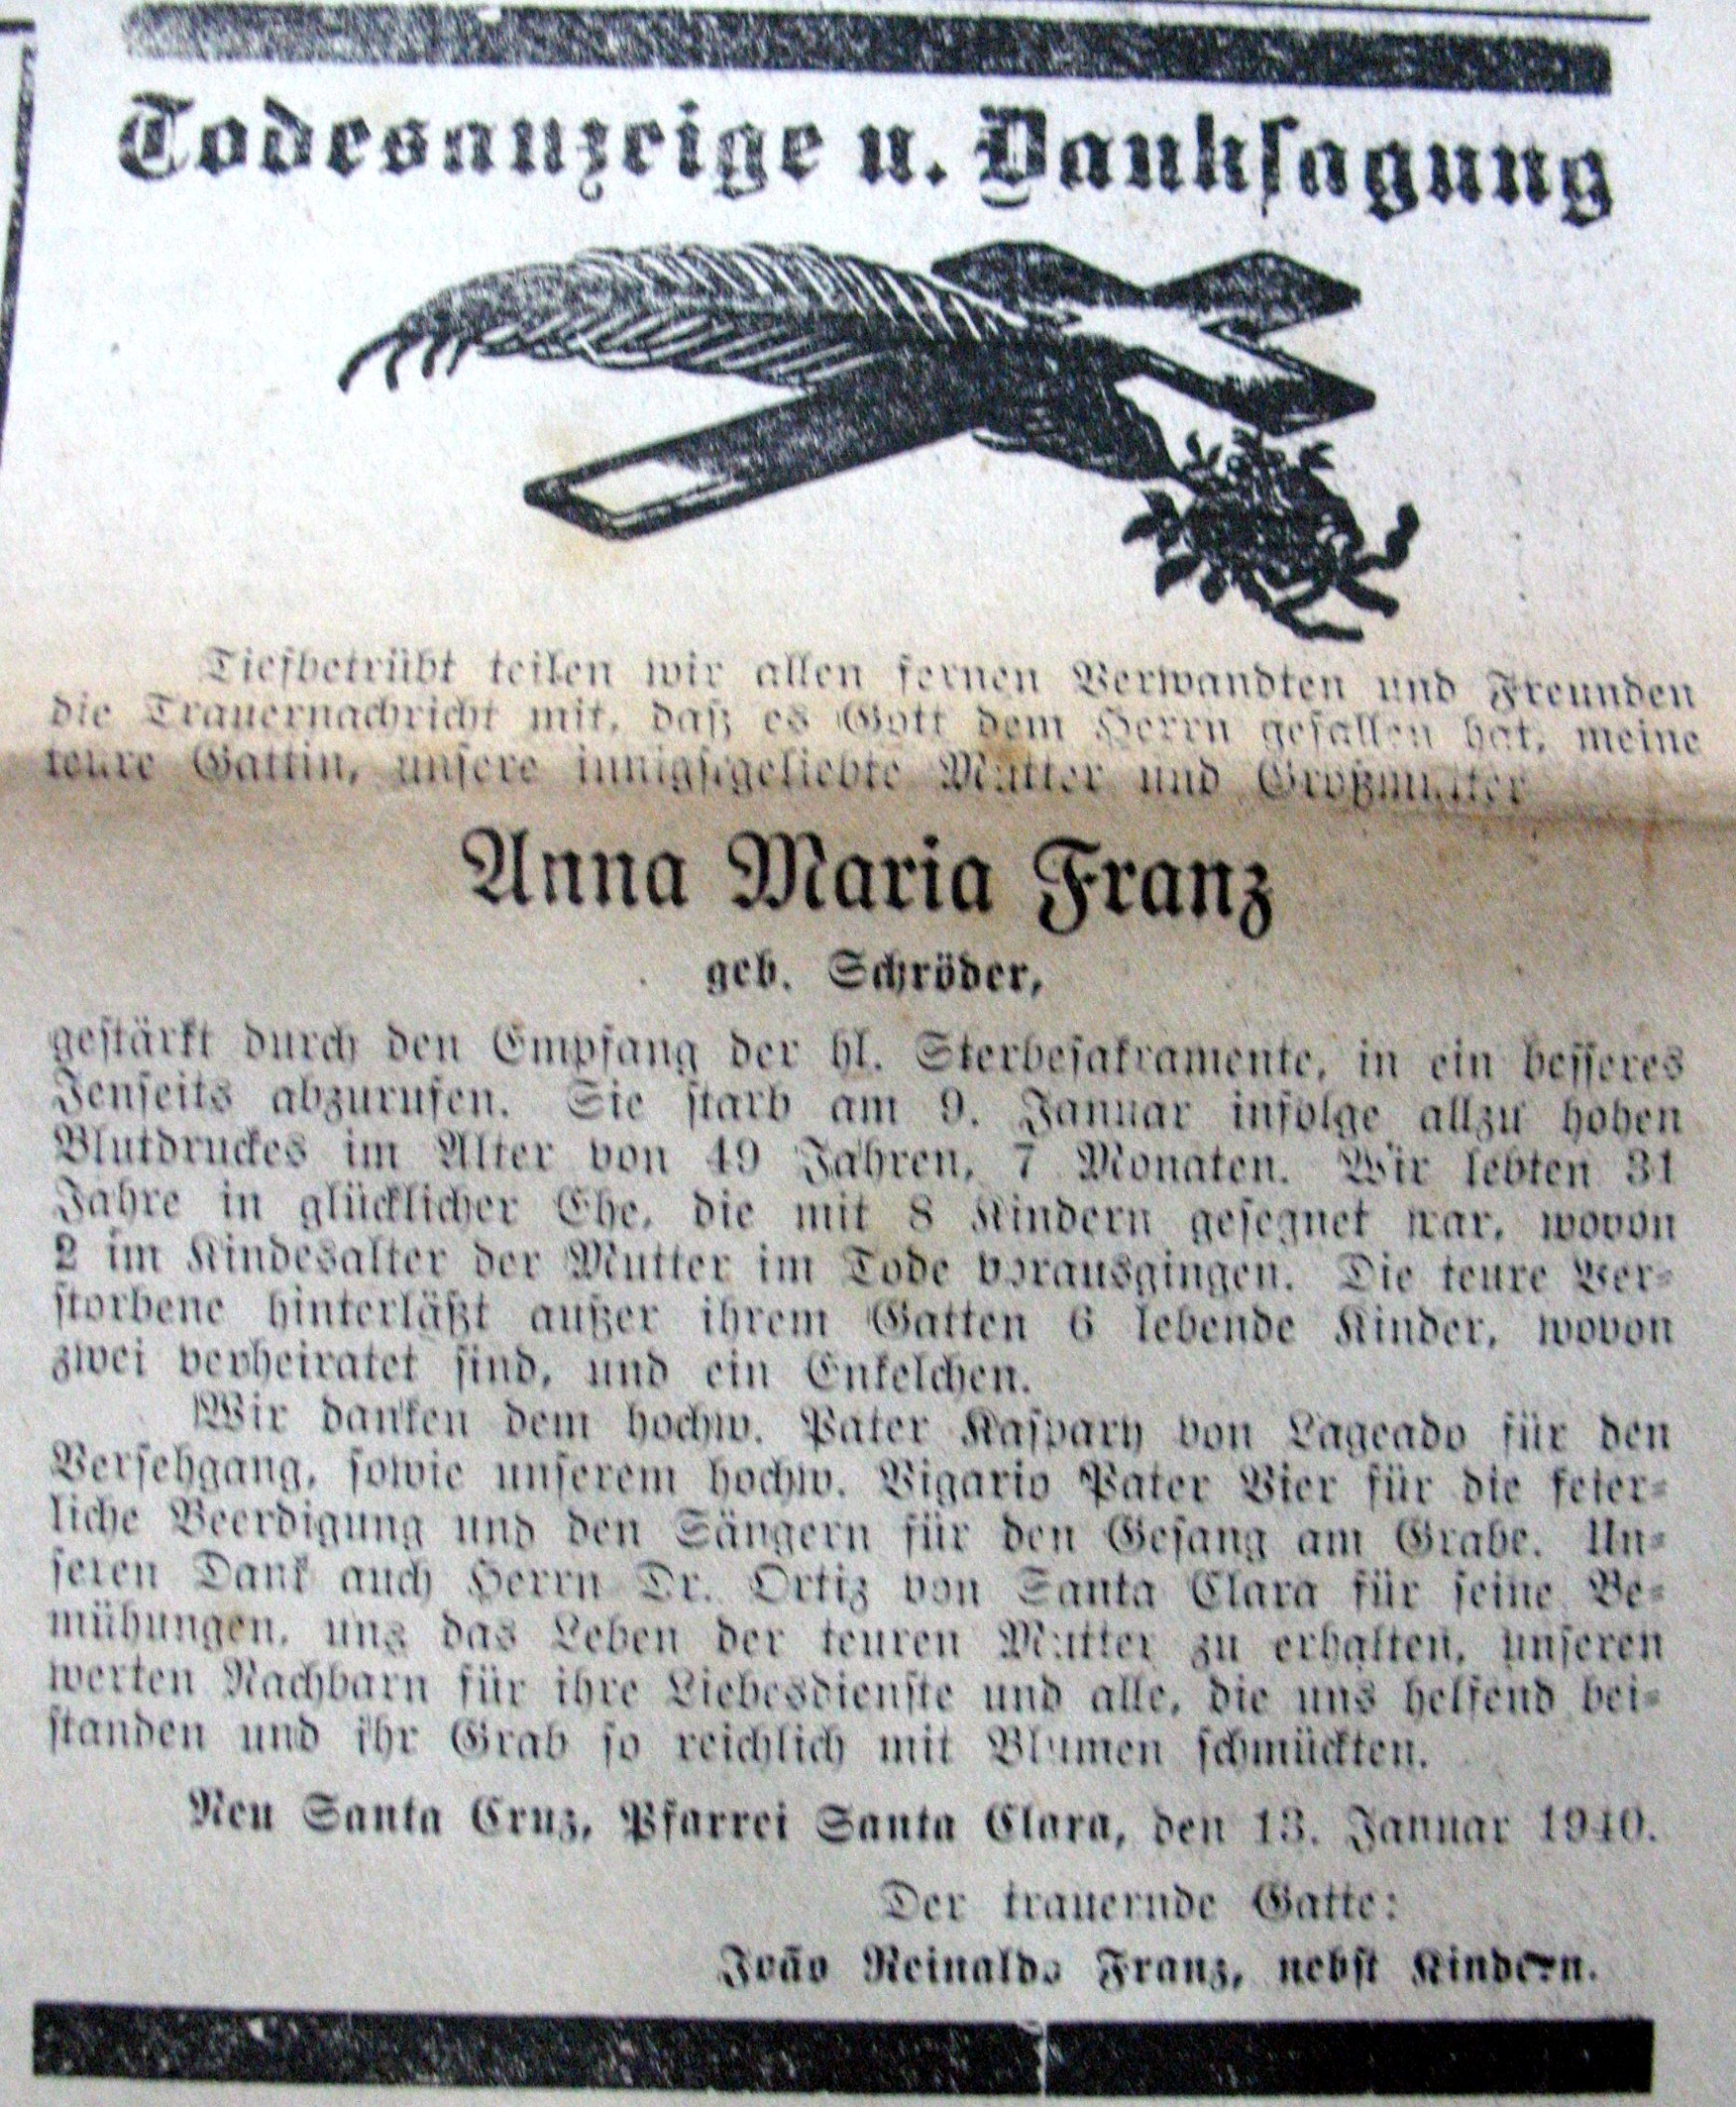 Todesanzeige u. Danksagung
Tiefbetrübt teilen wir allen fernen Verwandten und Freunden
die Trauernachricht mit, daß es Gott dem Herrn gefallen hat, meine
teure Gattin, unsere innigstgeliebte Mutter und Großmutter
Anna Maria Franz
geb. Schröder,
gestärkt durch den Empfang der hl. Sterbesakramente, in ein besseres
Jenseits abzurufen. Sie starb am 9. Januar infolge allzu hohen
Blutdruckes im Alter von 49 Jahren, 7 Monaten. Wir lebten 31
Jahre in glücklicher Ehe, die mit 8 Kindern gesegnet war, wovon
2 im Kindesalter der Mutter im Tode vorausgingen. Die teure Ver-
storbene hinterläßt außer ihrem Gatten 6 lebende Kinder, wovon
zwei verheiratet sind, und ein Enkelchen.
Wir danken dem hochw. Pater Kaspary von Lageado für den
Versehgang, sowie unserem hochw. Vigario Pater Vier für die feier-
liche Beerdigung und den Sängern für den Gesang am Grabe. Un-
seren Dank auch Herrn Dr. Ortiz von Santa Clara für seine Be-
mühungen, uns das Leben der teuren Mutter zu erhalten, unseren
werten Nachbarn für ihre Liebesdienste und alle, die uns helfend bei-
standen und ihr Grab so reichlich mit Blumen schmückten.
Neu Santa Cruz, Pfarrei Santa Clara, den 13. Januar 1940.
Der trauernde Gatte:
João Reinaldo Franz, nebst Kindern.